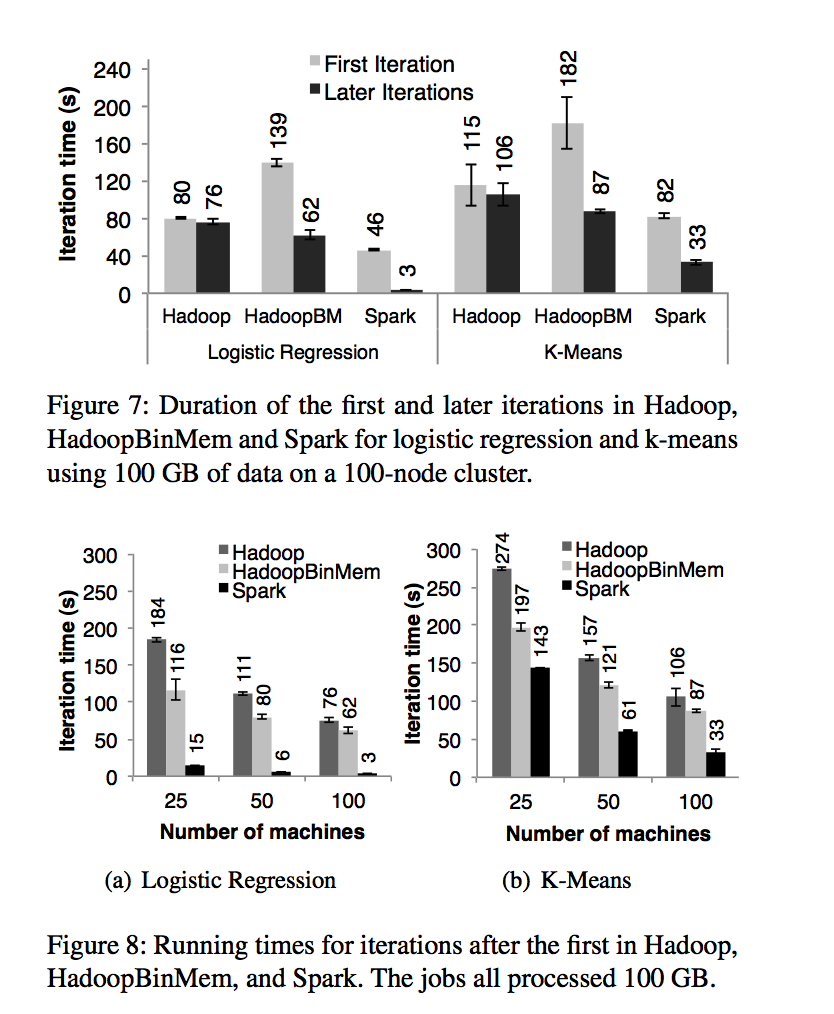 First Iteration
Later Iterations
Iteration time (s)
240
200
160
120
80
40
0
80
76
139
62
46
3
115
106
182
87
82
33
Hadoop HadoopBM Spark Hadoop HadoopBM Spark
Logistic Regression K-Means
Figure 7: Duration of the first and later iterations in Hadoop,
HadoopBinMem and Spark for logistic regression and k-means
using 100 GB of data on a 100-node cluster.
Hadoop
HadoopBinMem
Spark
Iteration time (s)
300
250
200
150
100
50
0
184
116
15
111
80
6
76
62
3
25 50 100
Number of machines
(a) Logistic Regression
Hadoop
HadoopBinMem
Spark
Iteration time (s)
300
250
200
150
100
50
0
274
197
143
157
121
61
106
87
33
25 50 100
Number of machines
(b) K-Means
Figure 8: Running times for iterations after the first in Hadoop,
HadoopBinMem, and Spark. The jobs all processed 100 GB.